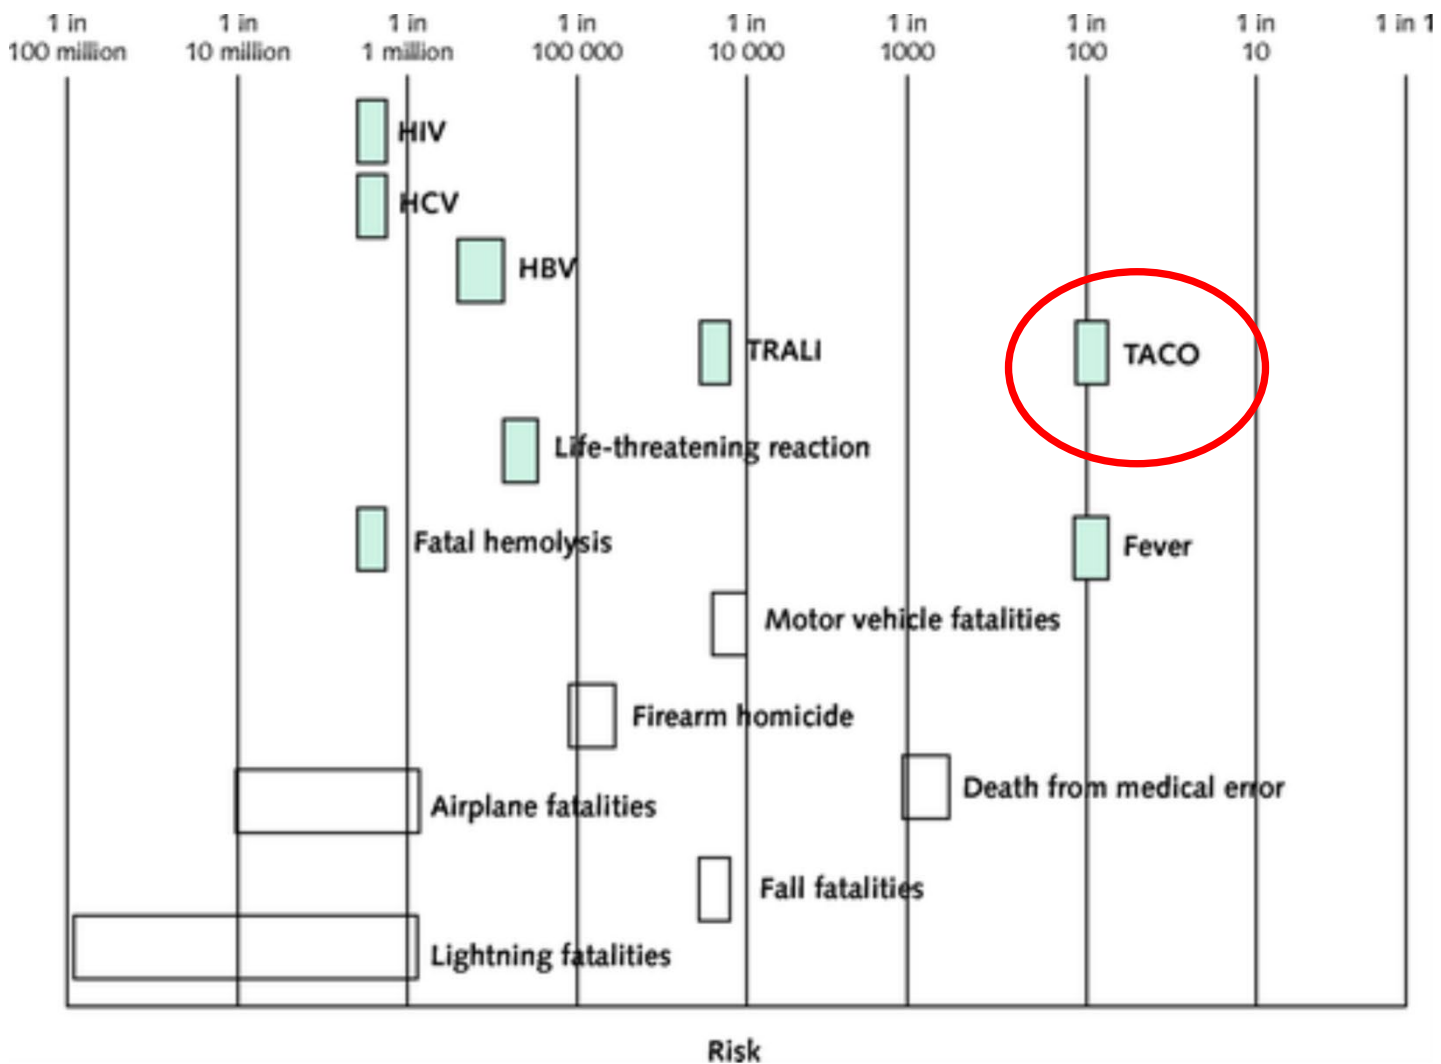 1 in 1 in 1 in 1 in 1 in 1 in 1 in 1 in 1 in 1
100 million 10 million 1 million 100 000 10 000 1000 100 10
HIV
HCV
HBV
TRALI
TACO
Life-threatening reaction
Fatal hemolysis
Fever
Motor vehicle fatalities
Firearm homicide
Death from medical error
Airplane fatalities
Fall fatalities
Lightning fatalities
Risk